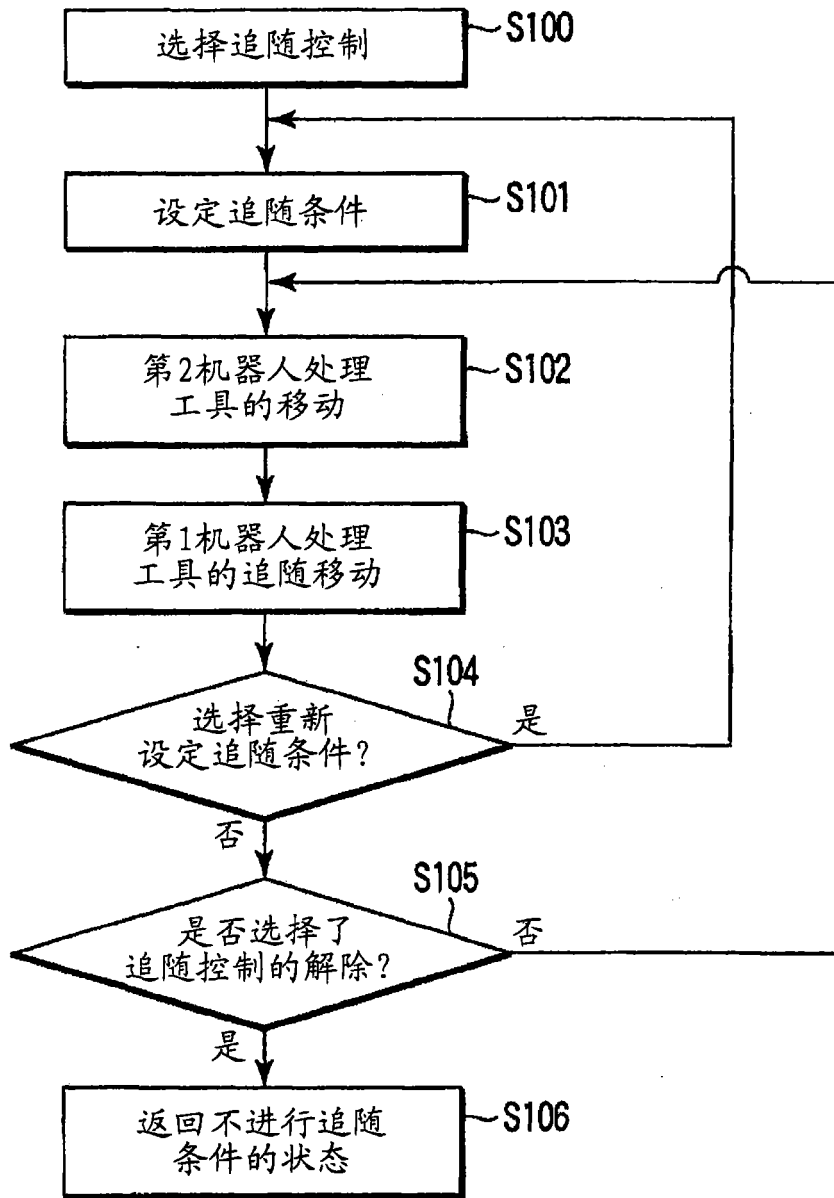 选择追随控制
S100
设定追随条件
S101
第2机器人处理
工具的移动
S102
第1机器人处理
工具的追随移动
S103
S104
选择重新
设定追随条件?
是
否
S105
是否选择了
追随控制的解除?
否
是
返回不进行追随
条件的状态
S106